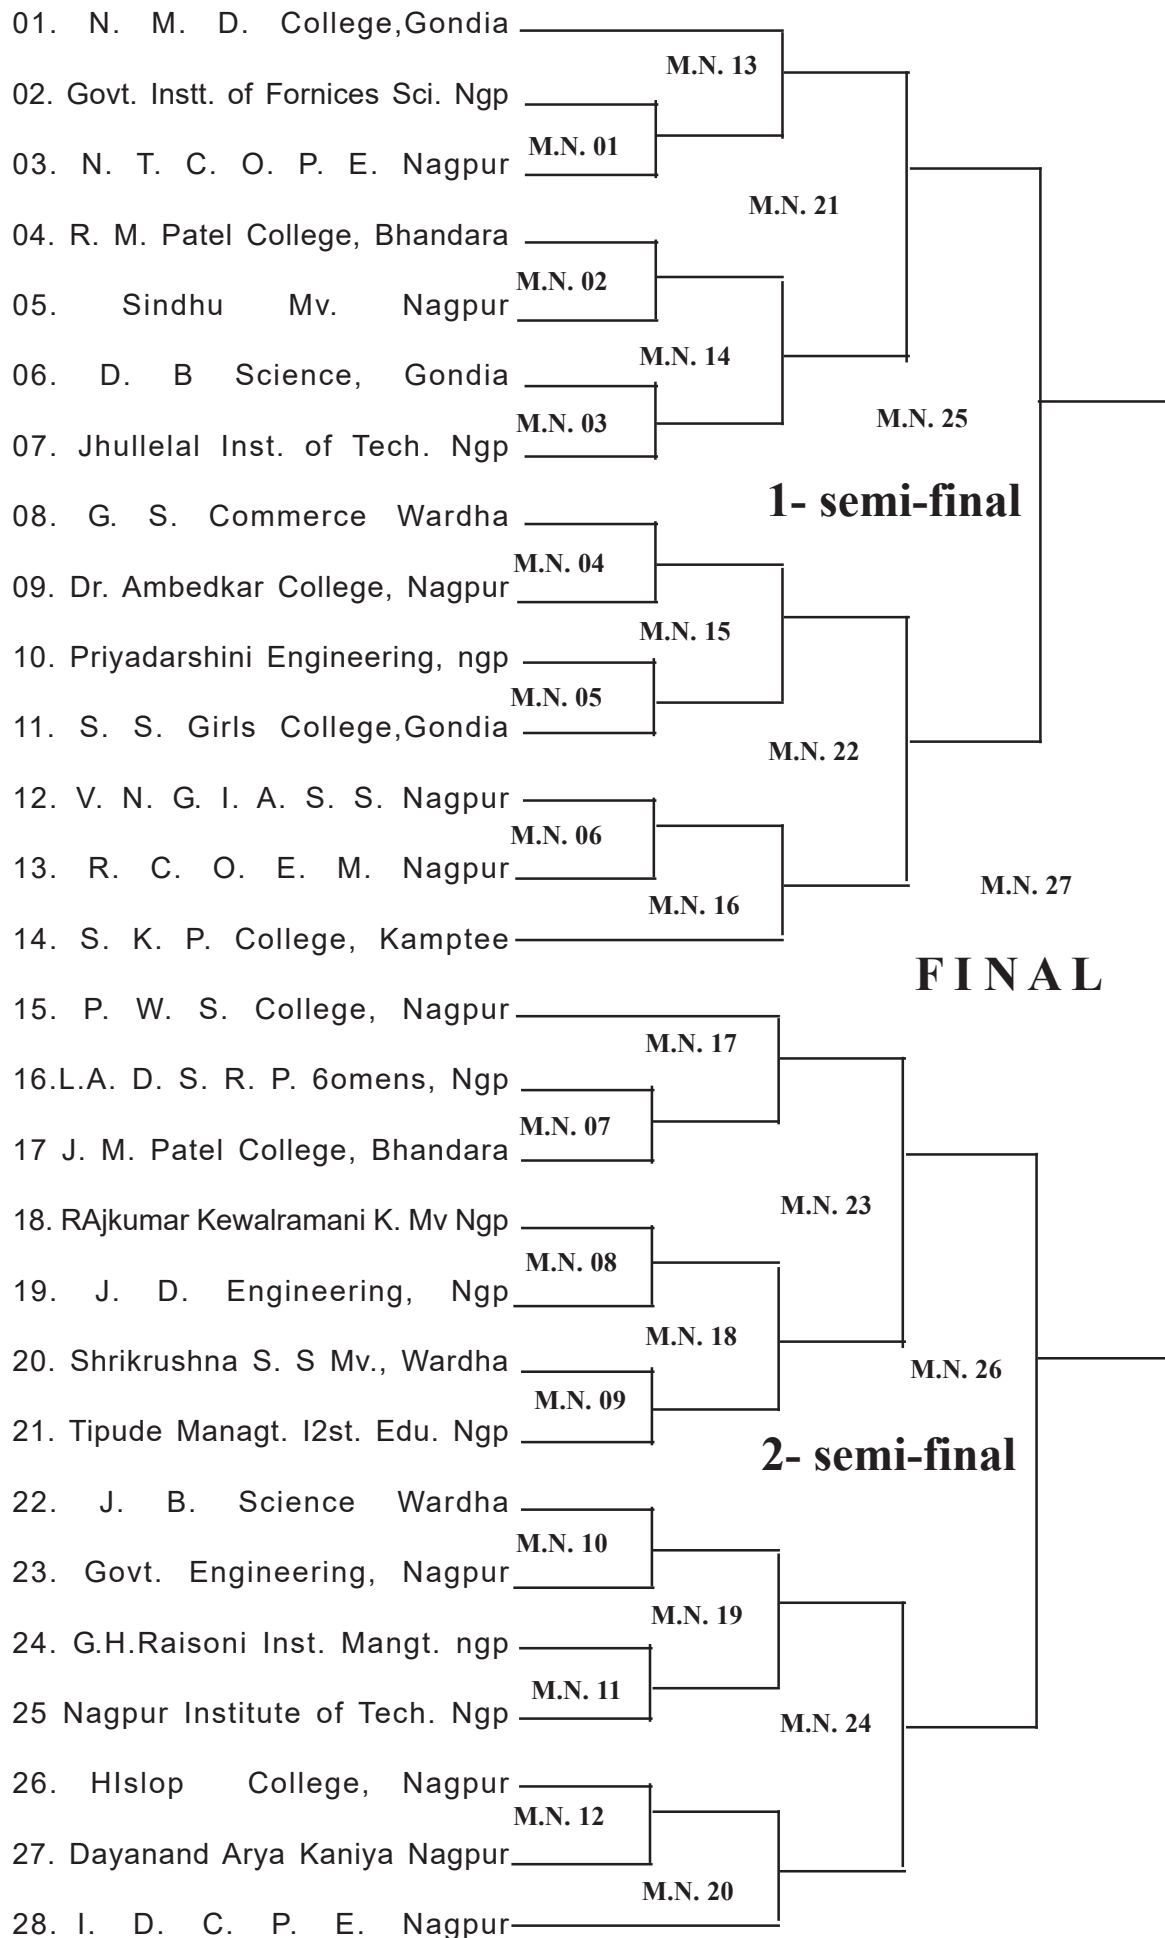 01. N. M. D. College,Gondia
M.N. 13
02. Govt. Instt. of Fornices Sci. Ngp
M.N. 01
03. N. T. C. O. P. E. Nagpur
M.N. 21
04. R. M. Patel College, Bhandara
M.N. 02
05. Sindhu Mv. Nagpur
M.N. 14
06. D. B Science, Gondia
M.N. 03
M.N. 25
07. Jhullelal Inst. of Tech. Ngp
1- semi-final
08. G. S. Commerce Wardha
M.N. 04
09. Dr. Ambedkar College, Nagpur
M.N. 15
10. Priyadarshini Engineering, ngp
M.N. 05
11. S. S. Girls College,Gondia
M.N. 22
12. V. N. G. I. A. S. S. Nagpur
M.N. 06
13. R. C. O. E. M. Nagpur
M.N. 27
M.N. 16
14. S. K. P. College, Kamptee
FINAL
15. P. W. S. College, Nagpur
M.N. 17
16.L.A. D. S. R. P. 6omens, Ngp
M.N. 07
17 J. M. Patel College, Bhandara
M.N. 23
18. RAjkumar Kewalramani K. Mv Ngp
M.N. 08
19. J. D. Engineering, Ngp
M.N. 18
20. Shrikrushna S. S Mv., Wardha
M.N. 26
M.N. 09
21. Tipude Managt. I2st. Edu. Ngp
2- semi-final
22. J. B. Science Wardha
M.N. 10
23. Govt. Engineering, Nagpur
M.N. 19
24. G.H.Raisoni Inst. Mangt. ngp
M.N. 11
25 Nagpur Institute of Tech. Ngp
M.N. 24
26. HIslop College, Nagpur
M.N. 12
27. Dayanand Arya Kaniya Nagpur
M.N. 20
28. I. D. C. P. E. Nagpur